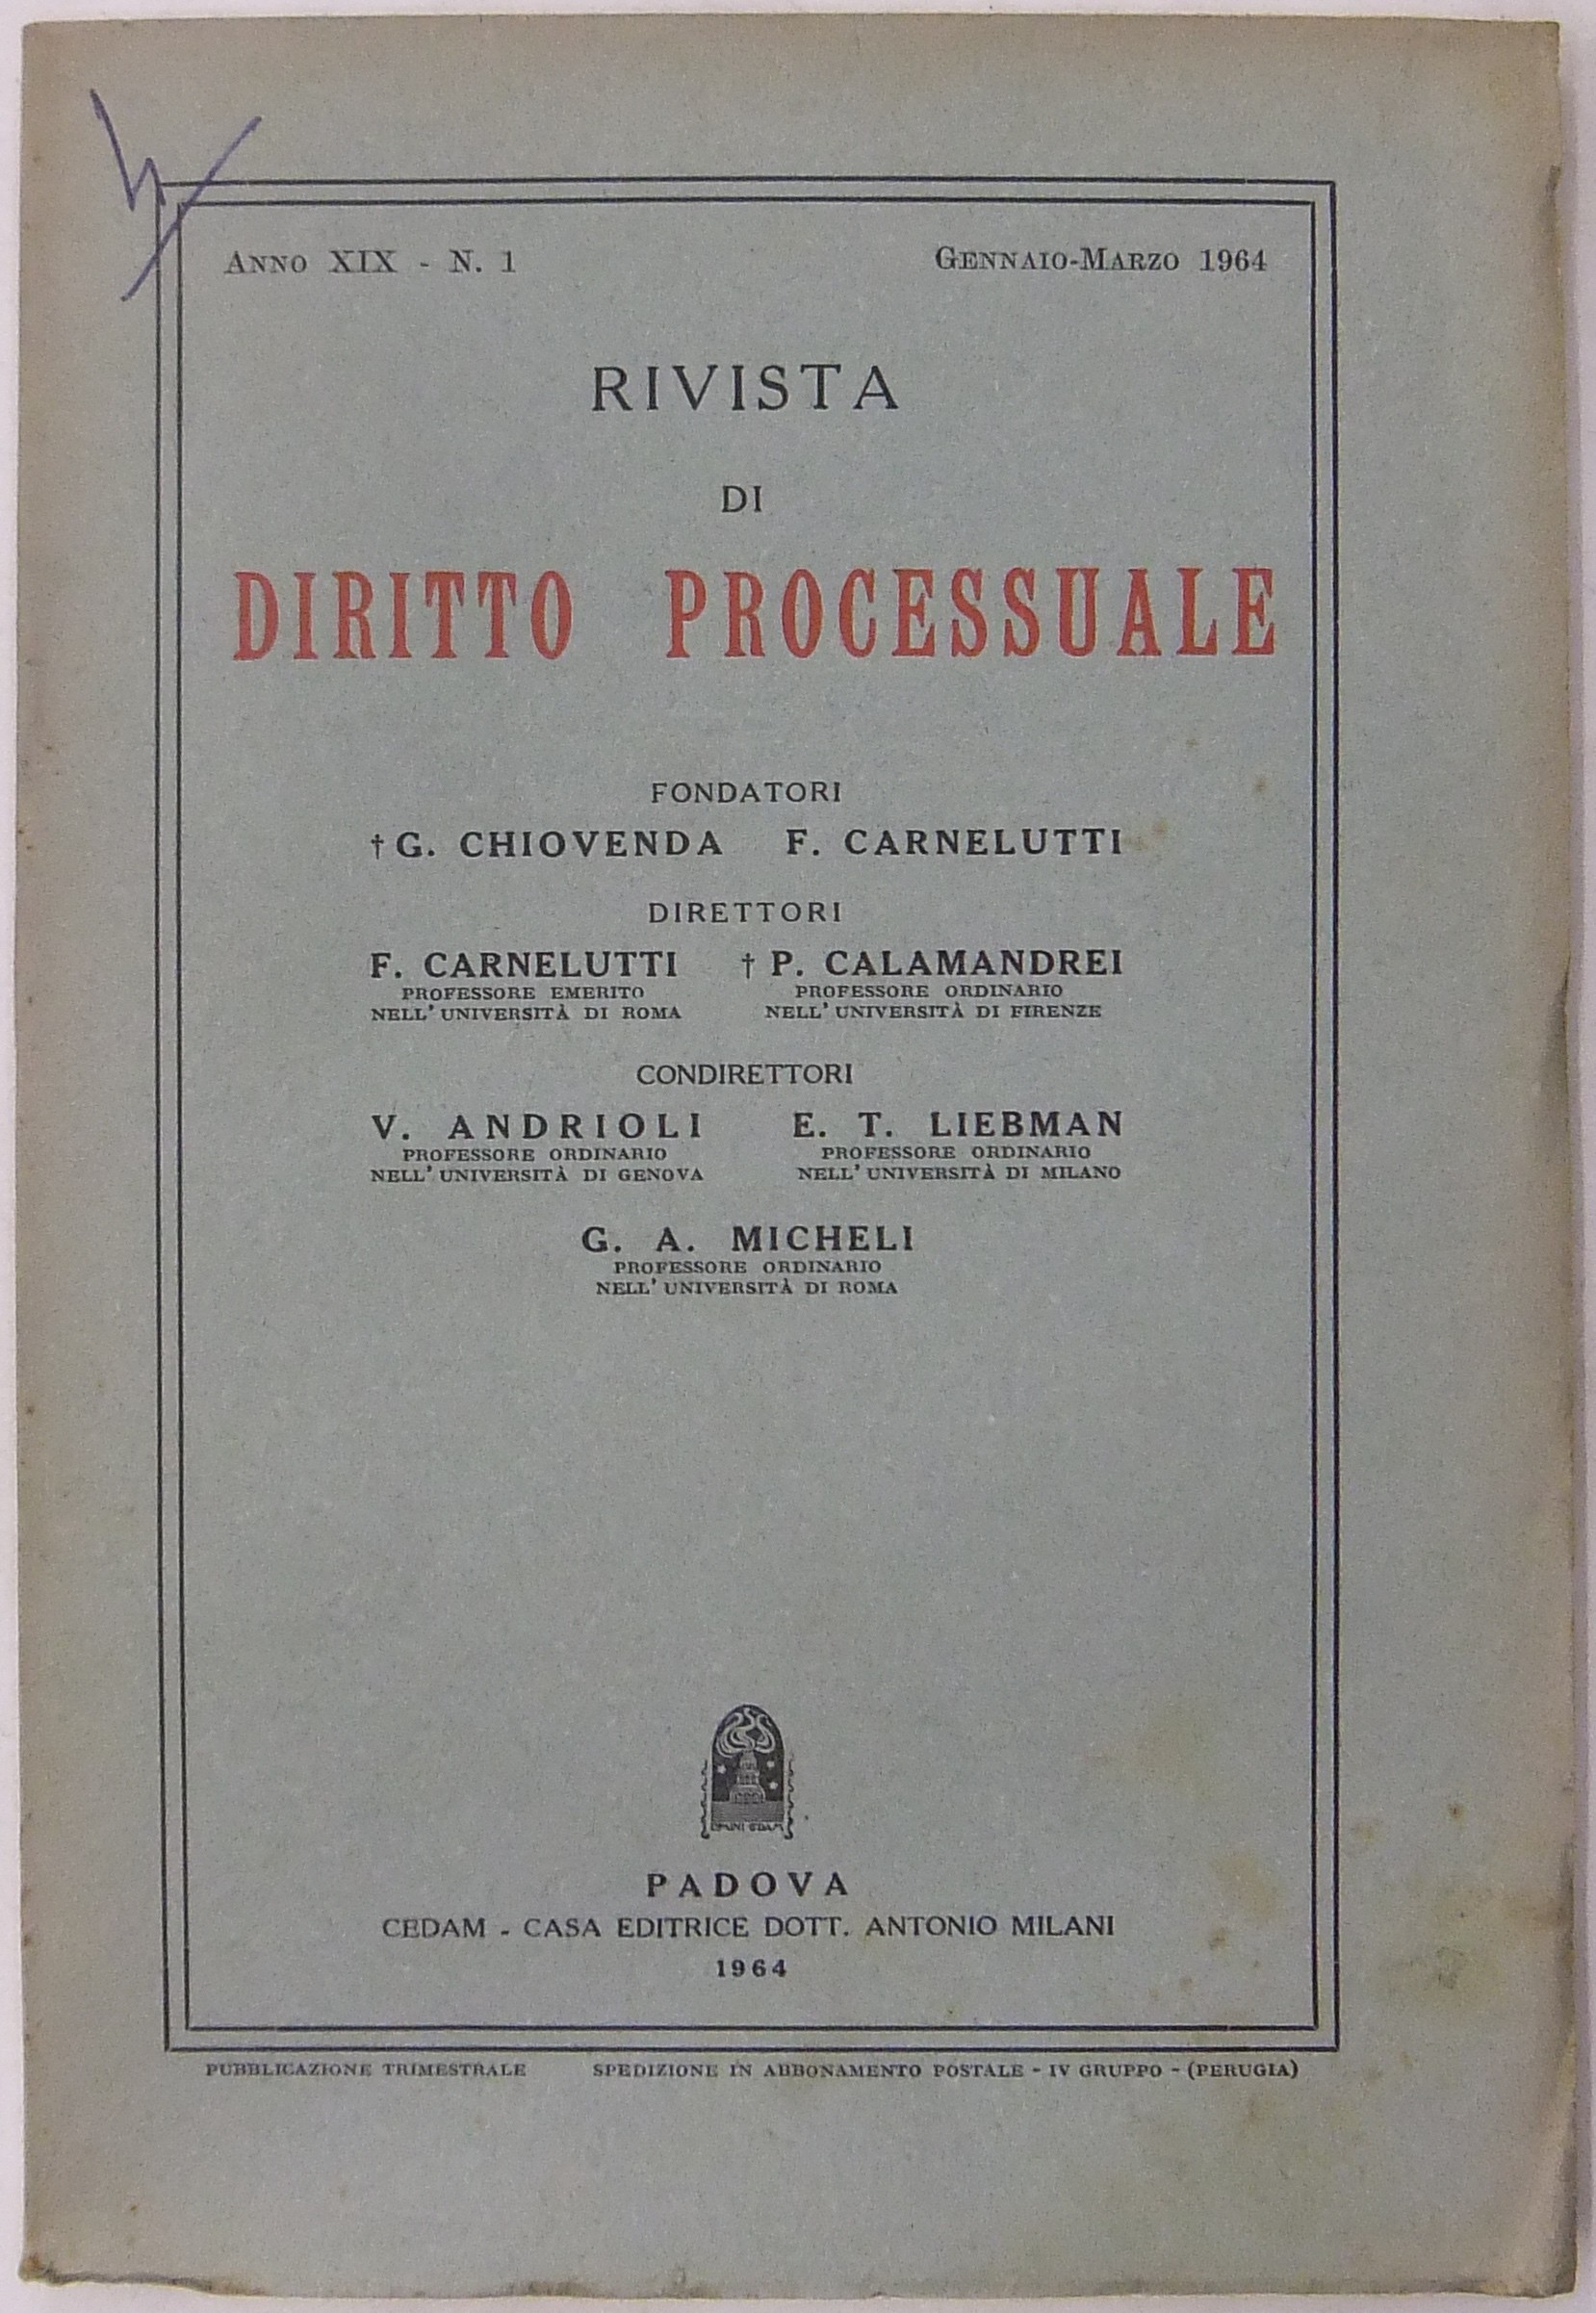 ANNO XIX - N. 1 GENNAIO-MARZO 1964
RIVISTA
DI
DIRITTO PROCESSUALE
FONDATORI
† G. CHIOVENDA F. CARNELUTTI
DIRETTORI
F. CARNELUTTI † P. CALAMANDREI
PROFESSORE EMERITO PROFESSORE ORDINARIO
NELL' UNIVERSITÀ DI ROMA NELL' UNIVERSITÀ DI FIRENZE
CONDIRETTORI
V. ANDRIOLI E. T. LIEBMAN
PROFESSORE ORDINARIO PROFESSORE ORDINARIO
NELL' UNIVERSITÀ DI GENOVA NELL' UNIVERSITÀ DI MILANO
G. A. MICHELI
PROFESSORE ORDINARIO
NELL' UNIVERSITÀ DI ROMA
PADOVA
CEDAM - CASA EDITRICE DOTT. ANTONIO MILANI
1964
PUBBLICAZIONE TRIMESTRALE SPEDIZIONE IN ABBONAMENTO POSTALE - IV GRUPPO - (PERUGIA)